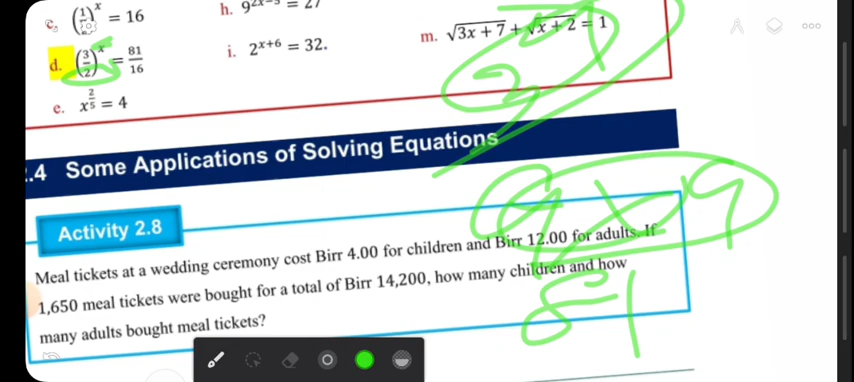 c. (1/)^x = 16
h. 9^{2x−3} = 27
d. (3/2)^x = 81/16
i. 2^{x+6} = 32.
m. √(3x + 7) + √(x + 2) = 1
e. x^{2/5} = 4
.4 Some Applications of Solving Equations
9 × 9
Activity 2.8
Meal tickets at a wedding ceremony cost Birr 4.00 for children and Birr 12.00 for adults. If
1,650 meal tickets were bought for a total of Birr 14,200, how many children and how
81
many adults bought meal tickets?